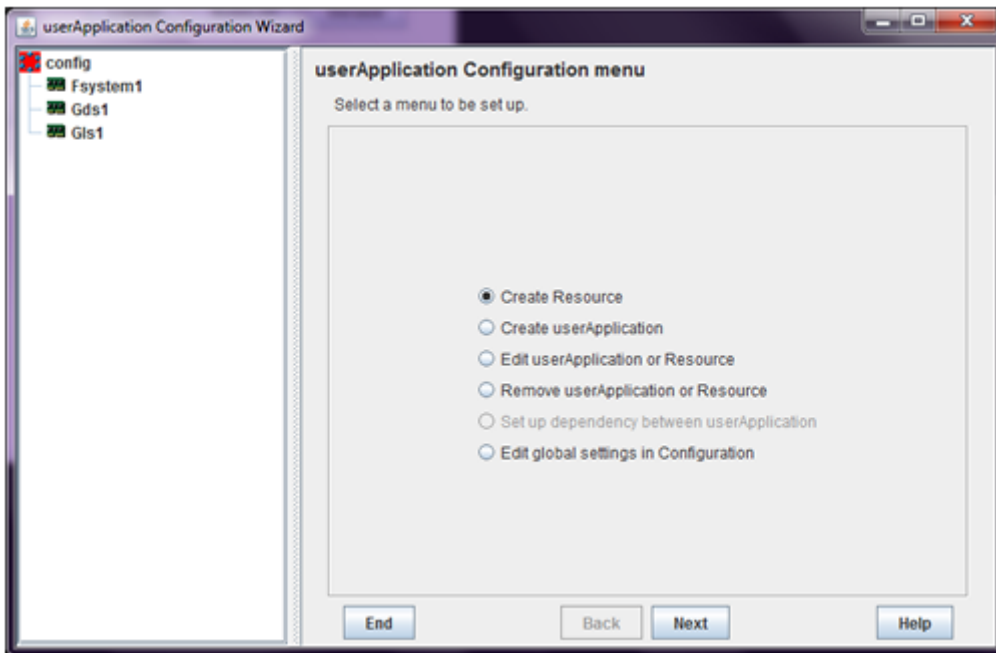 userApplication Configuration Wizard
config
Fsystem1
Gds1
Gls1
userApplication Configuration menu
Select a menu to be set up.
Create Resource
Create userApplication
Edit userApplication or Resource
Remove userApplication or Resource
Set up dependency between userApplication
Edit global settings in Configuration
End
Back
Next
Help